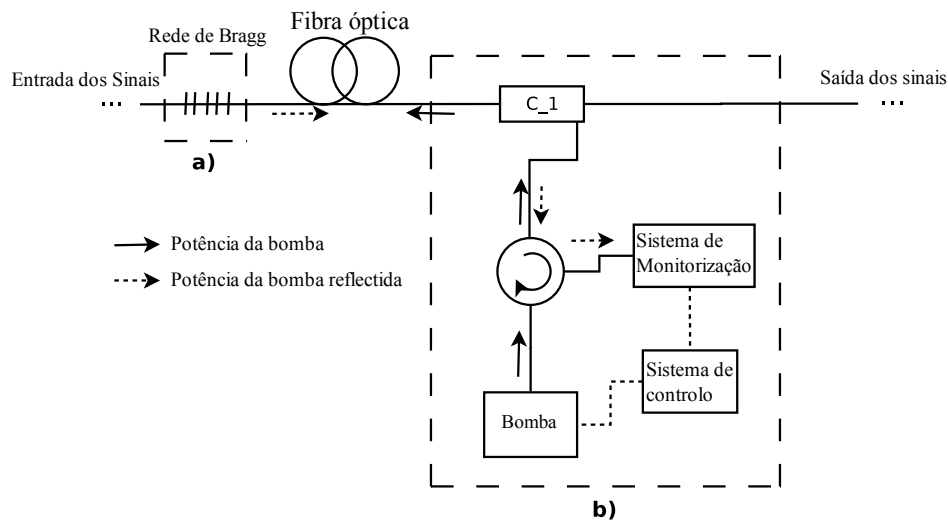 Fibra óptica
Rede de Bragg
Entrada dos Sinais
...
Saída dos sinais
...
C_1
a)
Potência da bomba
Potência da bomba reflectida
Sistema de
Monitorização
Sistema de
controlo
Bomba
b)